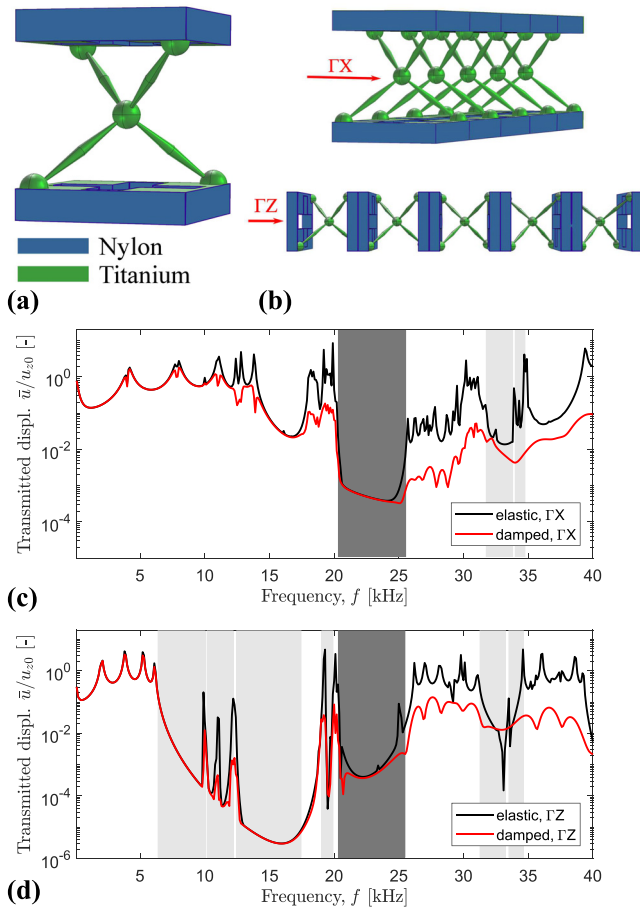 ΓX
ΓZ
Nylon
Titanium
(a)
(b)
Transmitted displ. ū/u_z0 [-]
10^0
10^-2
10^-4
elastic, ΓX
damped, ΓX
5 10 15 20 25 30 35 40
Frequency, f [kHz]
(c)
Transmitted displ. ū/u_z0 [-]
10^0
10^-2
10^-4
10^-6
elastic, ΓZ
damped, ΓZ
5 10 15 20 25 30 35 40
Frequency, f [kHz]
(d)